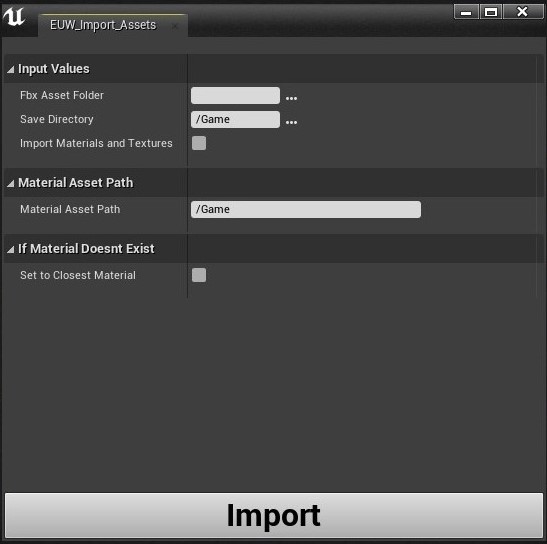 EUW_Import_Assets
Input Values
Fbx Asset Folder ...
Save Directory /Game ...
Import Materials and Textures
Material Asset Path
Material Asset Path /Game
If Material Doesnt Exist
Set to Closest Material
Import